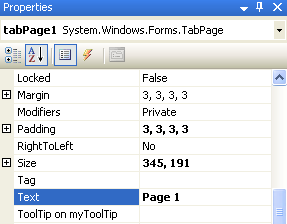 Properties
tabPage1 System.Windows.Forms.TabPage
Locked False
Margin 3, 3, 3, 3
Modifiers Private
Padding 3, 3, 3, 3
RightToLeft No
Size 345, 191
Tag
Text Page 1
ToolTip on myToolTip